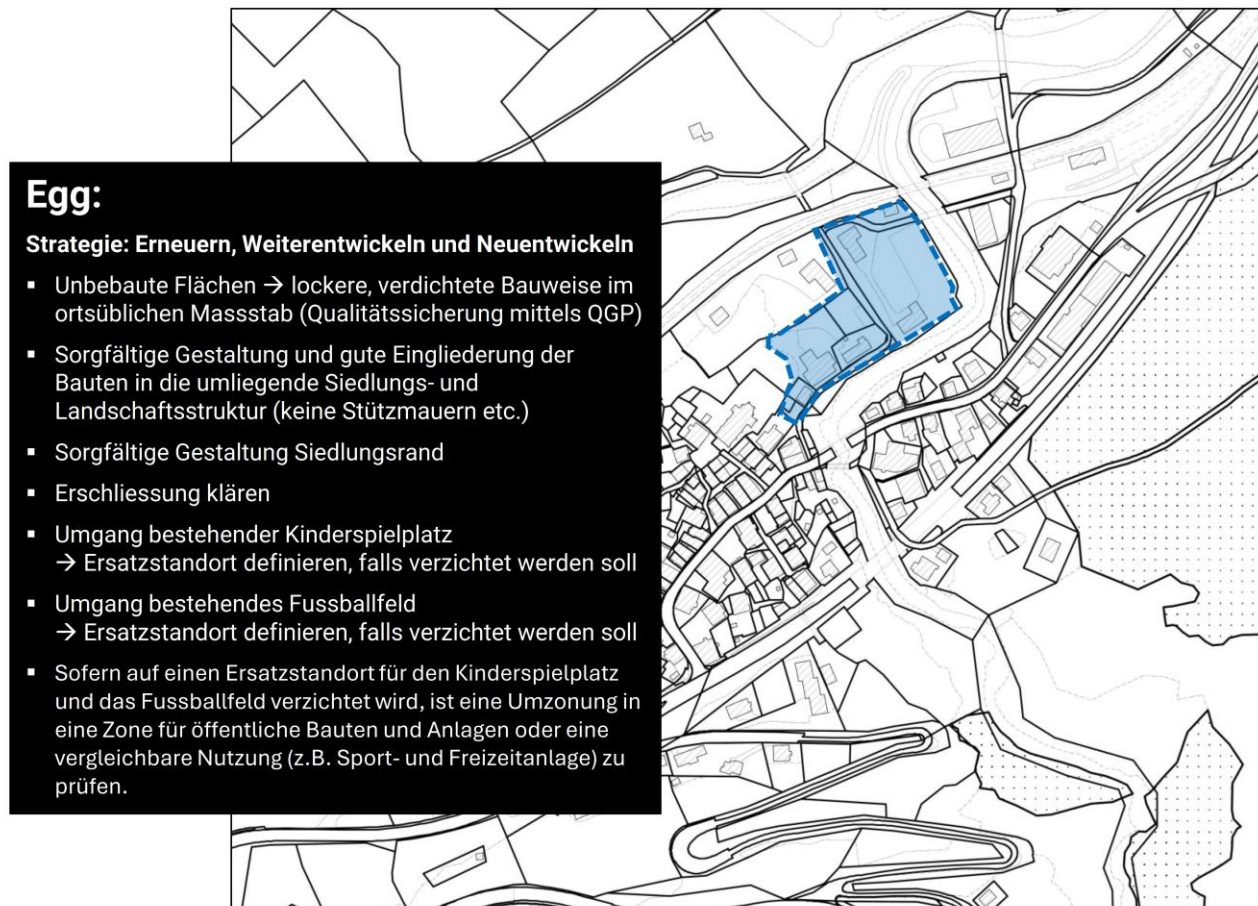 Egg:
Strategie: Erneuern, Weiterentwickeln und Neuentwickeln
▪ Unbebaute Flächen → lockere, verdichtete Bauweise im
ortsüblichen Massstab (Qualitätssicherung mittels QGP)
▪ Sorgfältige Gestaltung und gute Eingliederung der
Bauten in die umliegende Siedlungs- und
Landschaftsstruktur (keine Stützmauern etc.)
▪ Sorgfältige Gestaltung Siedlungsrand
▪ Erschliessung klären
▪ Umgang bestehender Kinderspielplatz
→ Ersatzstandort definieren, falls verzichtet werden soll
▪ Umgang bestehendes Fussballfeld
→ Ersatzstandort definieren, falls verzichtet werden soll
▪ Sofern auf einen Ersatzstandort für den Kinderspielplatz
und das Fussballfeld verzichtet wird, ist eine Umzonung in
eine Zone für öffentliche Bauten und Anlagen oder eine
vergleichbare Nutzung (z.B. Sport- und Freizeitanlage) zu
prüfen.